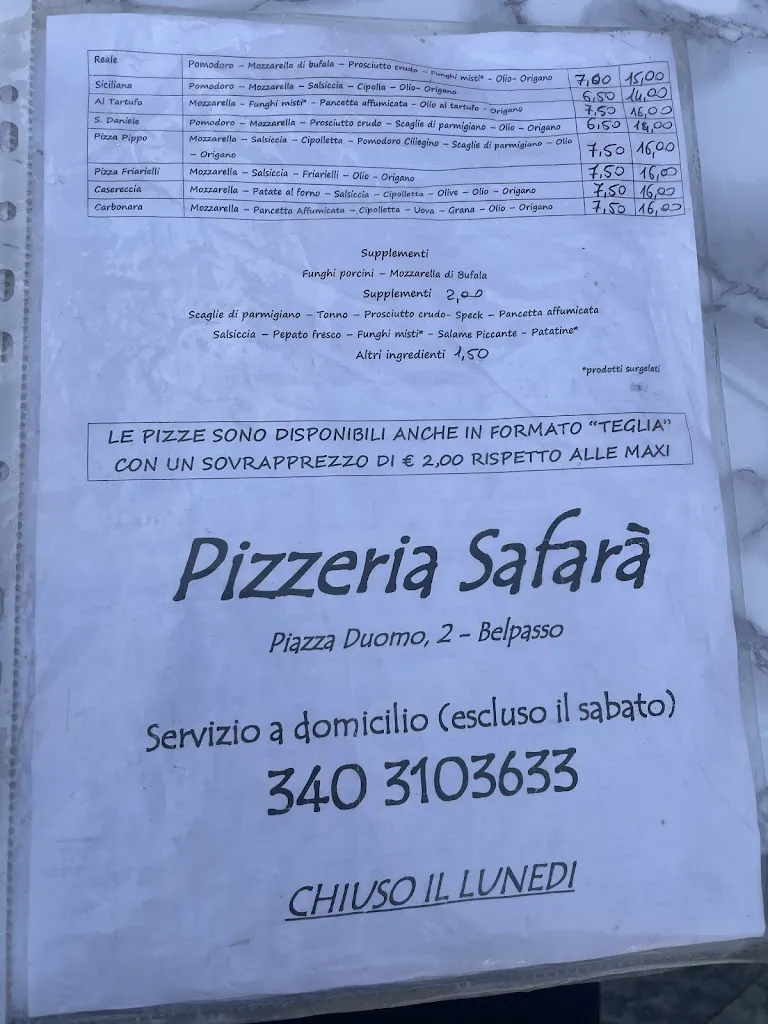 Reale Pomodoro – Mozzarella di bufala – Prosciutto crudo – Funghi misti* – Olio- Origano 7,00 15,00
Siciliana Pomodoro – Mozzarella – Salsiccia – Cipolla – Olio- Origano 6,50 14,00
Al Tartufo Mozzarella – Funghi misti* - Pancetta affumicata – Olio al tartufo - Origano 7,50 16,00
S. Daniele Pomodoro – Mozzarella – Prosciutto crudo – Scaglie di parmigiano – Olio – Origano 6,50 14,00
Pizza Pippo Mozzarella – Salsiccia – Cipolletta – Pomodoro Ciliegino – Scaglie di parmigiano – Olio
– Origano 7,50 16,00
Pizza Friarielli Mozzarella – Salsiccia – Friarielli – Olio - Origano 7,50 16,00
Casereccia Mozzarella – Patate al forno – Salsiccia – Cipolletta – Olive – Olio – Origano 7,50 16,00
Carbonara Mozzarella – Pancetta Affumicata – Cipolletta – Uova – Grana – Olio – Origano 7,50 16,00
Supplementi
Funghi porcini – Mozzarella di Bufala
Supplementi 2,00
Scaglie di parmigiano – Tonno – Prosciutto crudo- Speck – Pancetta affumicata
Salsiccia – Pepato fresco – Funghi misti* - Salame Piccante - Patatine*
Altri ingredienti 1,50
*prodotti surgelati
LE PIZZE SONO DISPONIBILI ANCHE IN FORMATO “TEGLIA”
CON UN SOVRAPPREZZO DI € 2,00 RISPETTO ALLE MAXI
Pizzeria Safarà
Piazza Duomo, 2 – Belpasso
Servizio a domicilio (escluso il sabato)
340 3103633
CHIUSO IL LUNEDI